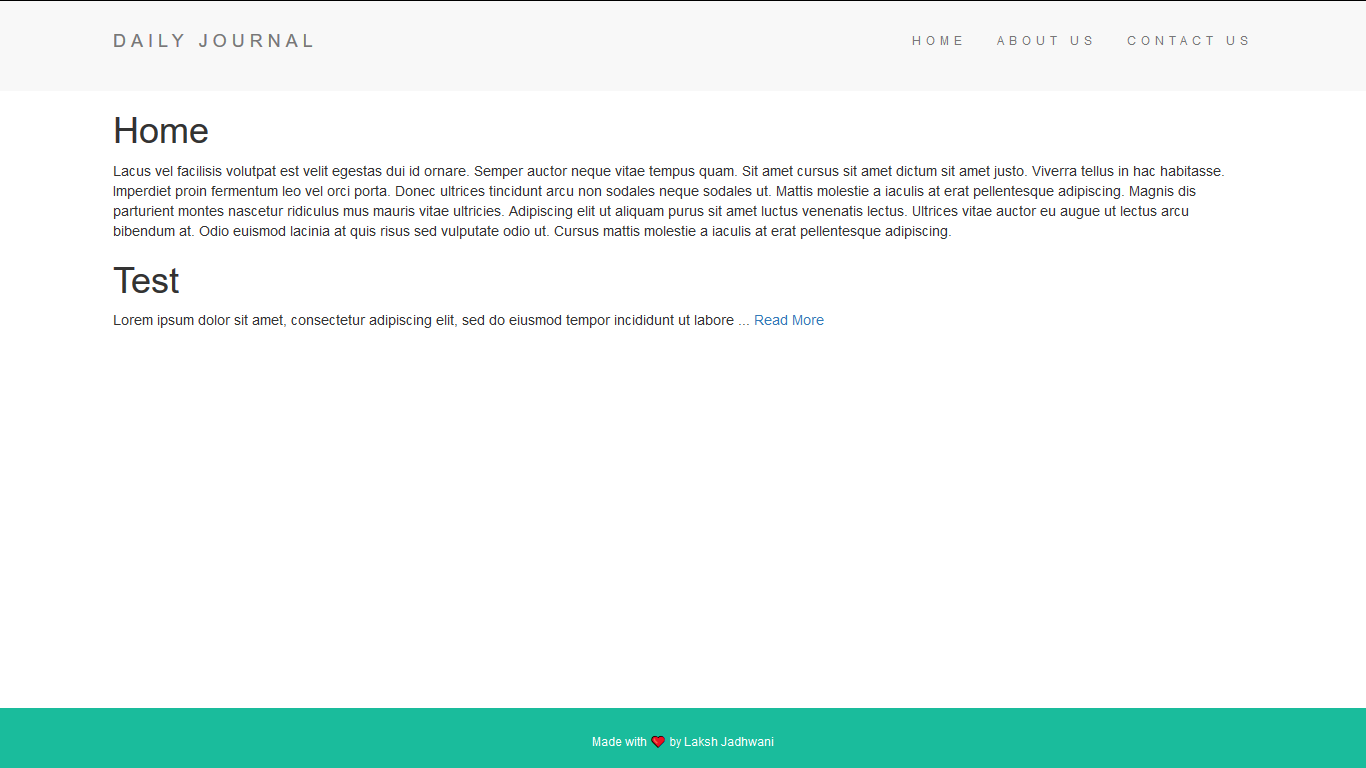 DAILY JOURNAL
HOME ABOUT US CONTACT US
Home
Lacus vel facilisis volutpat est velit egestas dui id ornare. Semper auctor neque vitae tempus quam. Sit amet cursus sit amet dictum sit amet justo. Viverra tellus in hac habitasse.
Imperdiet proin fermentum leo vel orci porta. Donec ultrices tincidunt arcu non sodales neque sodales ut. Mattis molestie a iaculis at erat pellentesque adipiscing. Magnis dis
parturient montes nascetur ridiculus mus mauris vitae ultricies. Adipiscing elit ut aliquam purus sit amet luctus venenatis lectus. Ultrices vitae auctor eu augue ut lectus arcu
bibendum at. Odio euismod lacinia at quis risus sed vulputate odio ut. Cursus mattis molestie a iaculis at erat pellentesque adipiscing.
Test
Lorem ipsum dolor sit amet, consectetur adipiscing elit, sed do eiusmod tempor incididunt ut labore ... Read More
Made with ❤ by Laksh Jadhwani